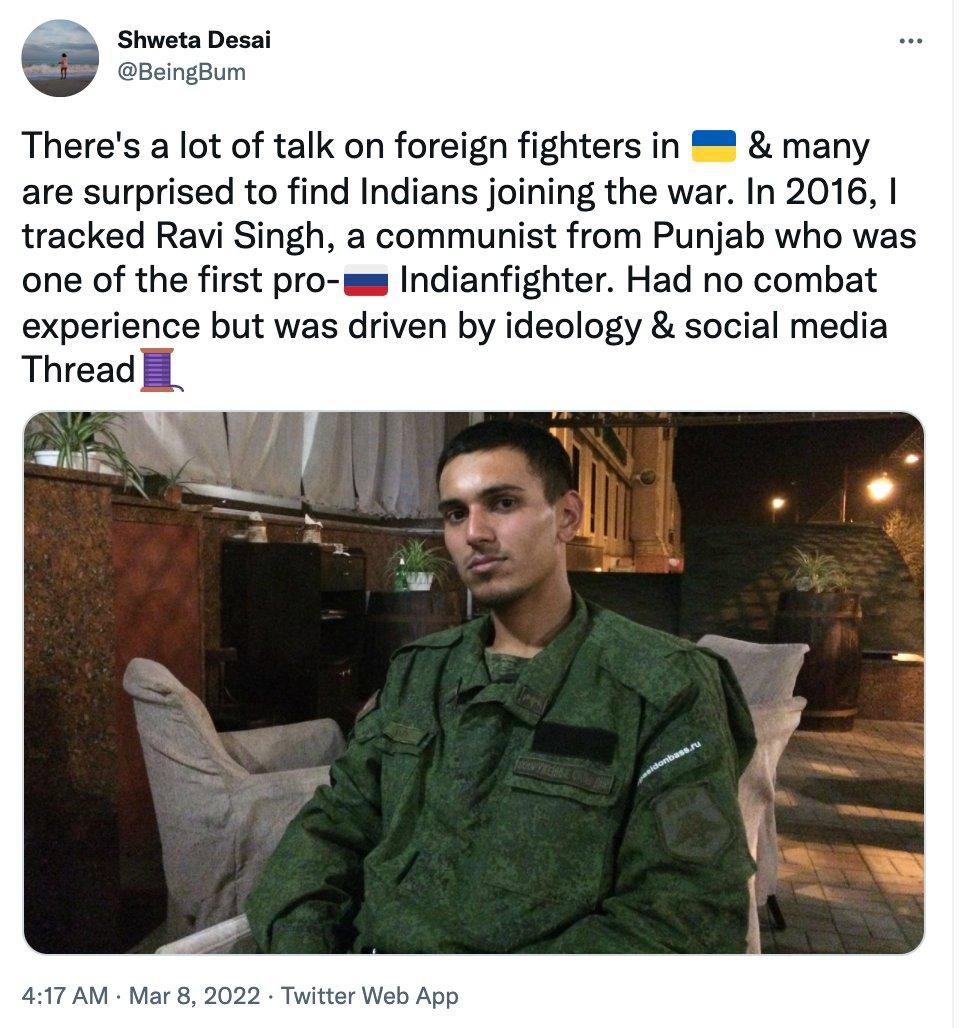 Shweta Desai
@BeingBum
There's a lot of talk on foreign fighters in 🇺🇦 & many
are surprised to find Indians joining the war. In 2016, I
tracked Ravi Singh, a communist from Punjab who was
one of the first pro-🇷🇺 Indianfighter. Had no combat
experience but was driven by ideology & social media
Thread🧵
donbass.ru
4:17 AM · Mar 8, 2022 · Twitter Web App